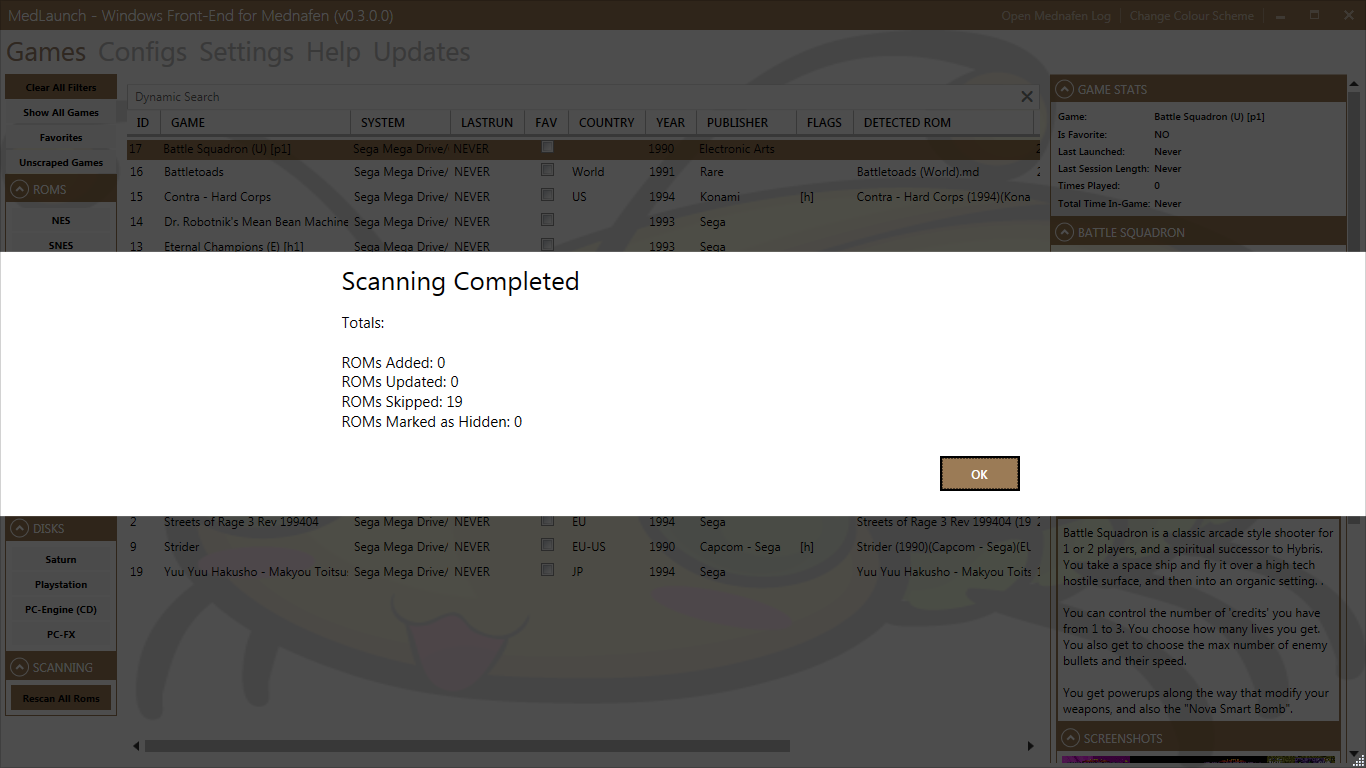 MedLaunch - Windows Front-End for Mednafen (v0.3.0.0)
Open Mednafen Log
Change Colour Scheme
Games Configs Settings Help Updates
Clear All Filters
Show All Games
Favorites
Unscraped Games
ROMS
NES
SNES
Dynamic Search
ID GAME SYSTEM LASTRUN FAV COUNTRY YEAR PUBLISHER FLAGS DETECTED ROM
17 Battle Squadron (U) [p1] Sega Mega Drive/ NEVER 1990 Electronic Arts
16 Battletoads Sega Mega Drive/ NEVER World 1991 Rare Battletoads (World).md
15 Contra - Hard Corps Sega Mega Drive/ NEVER US 1994 Konami [h] Contra - Hard Corps (1994)(Kona
14 Dr. Robotnik's Mean Bean Machine Sega Mega Drive/ NEVER 1993 Sega
13 Eternal Champions (E) [h1] Sega Mega Drive/ NEVER 1993 Sega
GAME STATS
Game: Battle Squadron (U) [p1]
Is Favorite: NO
Last Launched: Never
Last Session Length: Never
Times Played: 0
Total Time In-Game: Never
BATTLE SQUADRON
Scanning Completed
Totals:
ROMs Added: 0
ROMs Updated: 0
ROMs Skipped: 19
ROMs Marked as Hidden: 0
OK
2 Streets of Rage 3 Rev 199404 Sega Mega Drive/ NEVER EU 1994 Sega Streets of Rage 3 Rev 199404 (19
9 Strider Sega Mega Drive/ NEVER EU-US 1990 Capcom - Sega [h] Strider (1990)(Capcom - Sega)(EU
19 Yuu Yuu Hakusho - Makyou Toitsu Sega Mega Drive/ NEVER JP 1994 Sega Yuu Yuu Hakusho - Makyou Toits
DISKS
Saturn
Playstation
PC-Engine (CD)
PC-FX
SCANNING
Rescan All Roms
Battle Squadron is a classic arcade style shooter for
1 or 2 players, and a spiritual successor to Hybris.
You take a space ship and fly it over a high tech
hostile surface, and then into an organic setting. .
You can control the number of 'credits' you have
from 1 to 3. You choose how many lives you get.
You also get to choose the max number of enemy
bullets and their speed.
You get powerups along the way that modify your
weapons, and also the "Nova Smart Bomb".
SCREENSHOTS